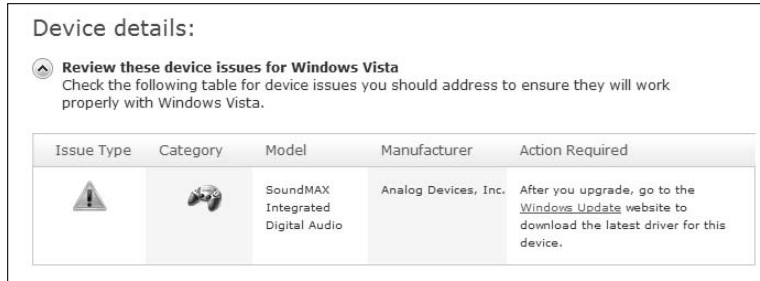 Device details:
Review these device issues for Windows Vista
Check the following table for device issues you should address to ensure they will work
properly with Windows Vista.
Issue Type Category Model Manufacturer Action Required
SoundMAX
Integrated
Digital Audio
Analog Devices, Inc.
After you upgrade, go to the
Windows Update website to
download the latest driver for this
device.